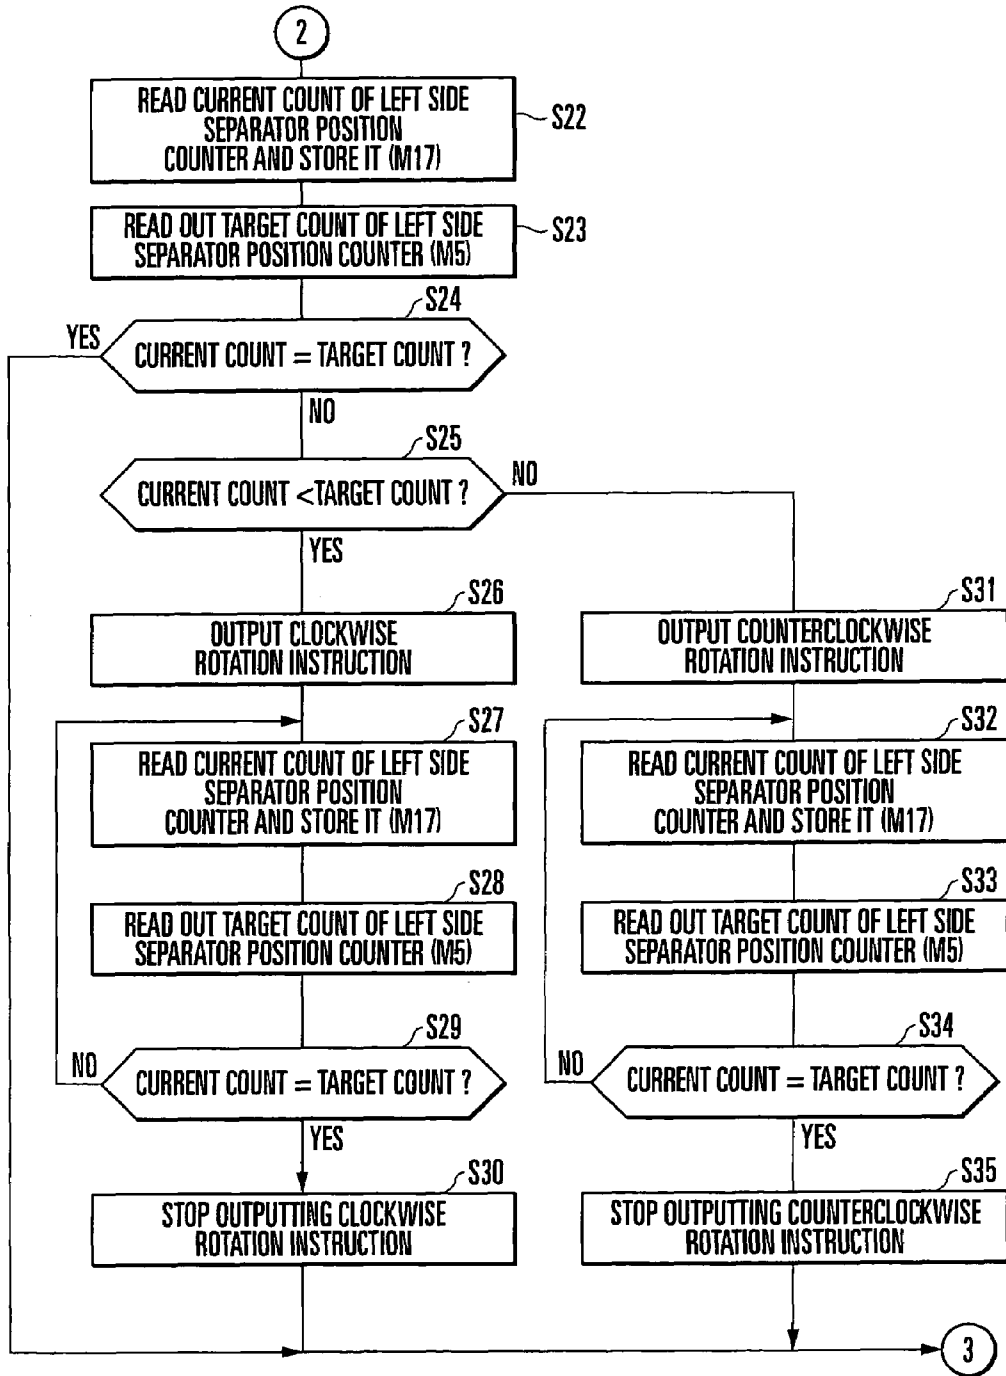 2
READ CURRENT COUNT OF LEFT SIDE
SEPARATOR POSITION
COUNTER AND STORE IT (M17)
S22
READ OUT TARGET COUNT OF LEFT SIDE
SEPARATOR POSITION COUNTER (M5)
S23
S24
YES
CURRENT COUNT = TARGET COUNT ?
NO
S25
CURRENT COUNT <TARGET COUNT ?
NO
YES
S26
OUTPUT CLOCKWISE
ROTATION INSTRUCTION
S27
READ CURRENT COUNT OF LEFT SIDE
SEPARATOR POSITION
COUNTER AND STORE IT (M17)
S28
READ OUT TARGET COUNT OF LEFT SIDE
SEPARATOR POSITION COUNTER (M5)
S29
NO
CURRENT COUNT = TARGET COUNT ?
YES
S30
STOP OUTPUTTING CLOCKWISE
ROTATION INSTRUCTION
S31
OUTPUT COUNTERCLOCKWISE
ROTATION INSTRUCTION
S32
READ CURRENT COUNT OF LEFT SIDE
SEPARATOR POSITION
COUNTER AND STORE IT (M17)
S33
READ OUT TARGET COUNT OF LEFT SIDE
SEPARATOR POSITION COUNTER (M5)
S34
NO
CURRENT COUNT = TARGET COUNT ?
YES
S35
STOP OUTPUTTING COUNTERCLOCKWISE
ROTATION INSTRUCTION
3